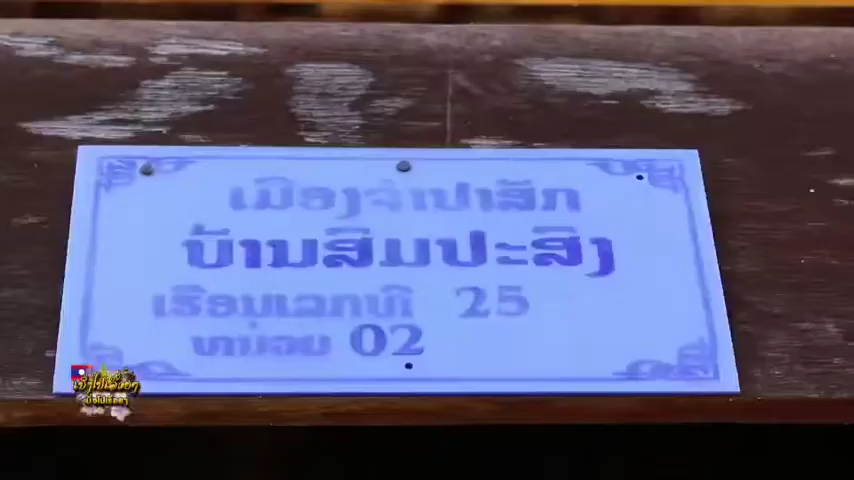 ເມືອງຈຳປາສັກ
ບ້ານສົມປະສົງ
ເຮືອນເລກທີ 25
ໜ່ວຍ 02